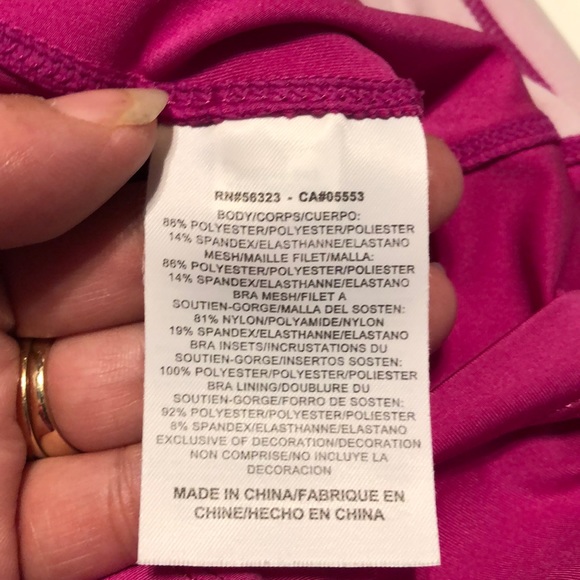 RN#56323 - CA#05553
BODY/CORPS/CUERPO:
86% POLYESTER/POLYESTER/POLIESTER
14% SPANDEX/ELASTHANNE/ELASTANO
MESH/MAILLE FILET/MALLA:
86% POLYESTER/POLYESTER/POLIESTER
14% SPANDEX/ELASTHANNE/ELASTANO
BRA MESH/FILET A
SOUTIEN-GORGE/MALLA DEL SOSTEN:
81% NYLON/POLYAMIDE/NYLON
19% SPANDEX/ELASTHANNE/ELASTANO
BRA INSETS/INCRUSTATIONS DU
SOUTIEN-GORGE/INSERTOS SOSTEN:
100% POLYESTER/POLYESTER/POLIESTER
BRA LINING/DOUBLURE DU
SOUTIEN-GORGE/FORRO DE SOSTEN:
92% POLYESTER/POLYESTER/POLIESTER
8% SPANDEX/ELASTHANNE/ELASTANO
EXCLUSIVE OF DECORATION/DECORATION
NON COMPRISE/NO INCLUYE LA
DECORACION
MADE IN CHINA/FABRIQUE EN
CHINE/HECHO EN CHINA